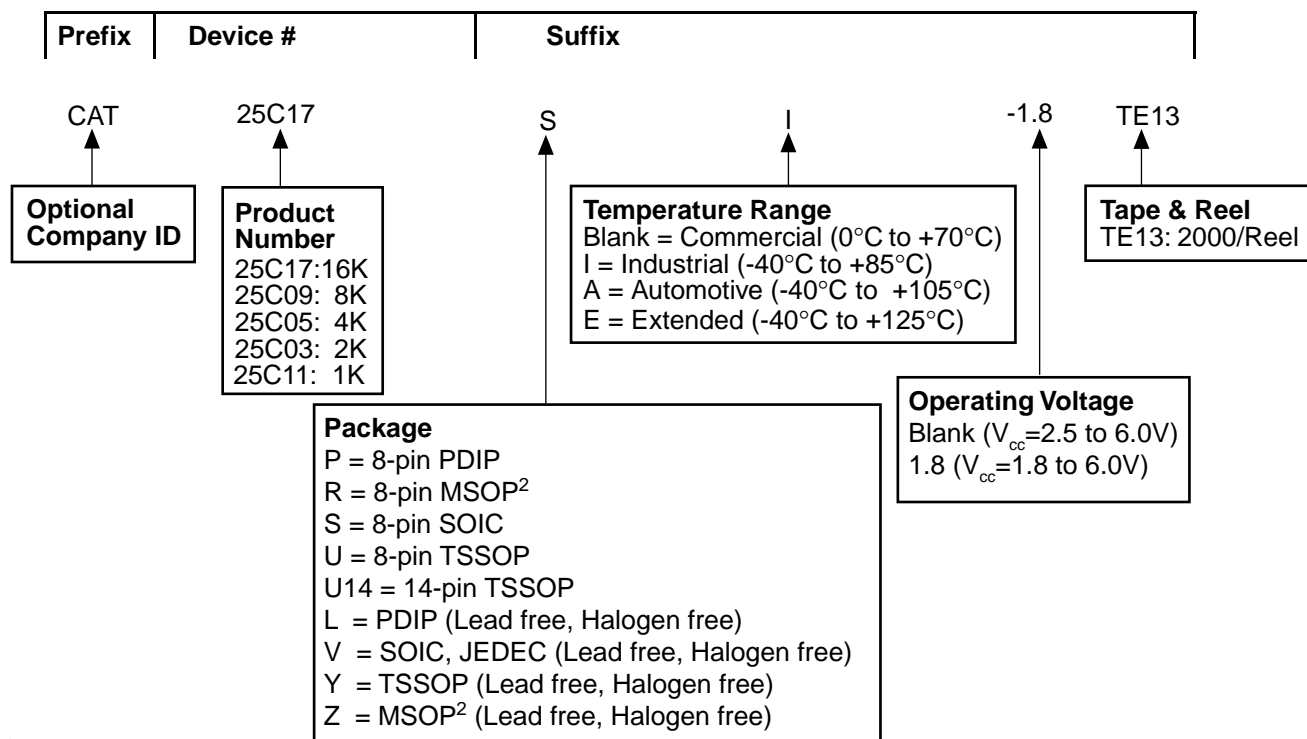 Prefix Device # Suffix
CAT 25C17 S I -1.8 TE13
Optional
Company ID
Product
Number
25C17:16K
25C09: 8K
25C05: 4K
25C03: 2K
25C11: 1K
Temperature Range
Blank = Commercial (0°C to +70°C)
I = Industrial (-40°C to +85°C)
A = Automotive (-40°C to +105°C)
E = Extended (-40°C to +125°C)
Tape & Reel
TE13: 2000/Reel
Package
P = 8-pin PDIP
R = 8-pin MSOP²
S = 8-pin SOIC
U = 8-pin TSSOP
U14 = 14-pin TSSOP
L = PDIP (Lead free, Halogen free)
V = SOIC, JEDEC (Lead free, Halogen free)
Y = TSSOP (Lead free, Halogen free)
Z = MSOP² (Lead free, Halogen free)
Operating Voltage
Blank (Vcc=2.5 to 6.0V)
1.8 (Vcc=1.8 to 6.0V)